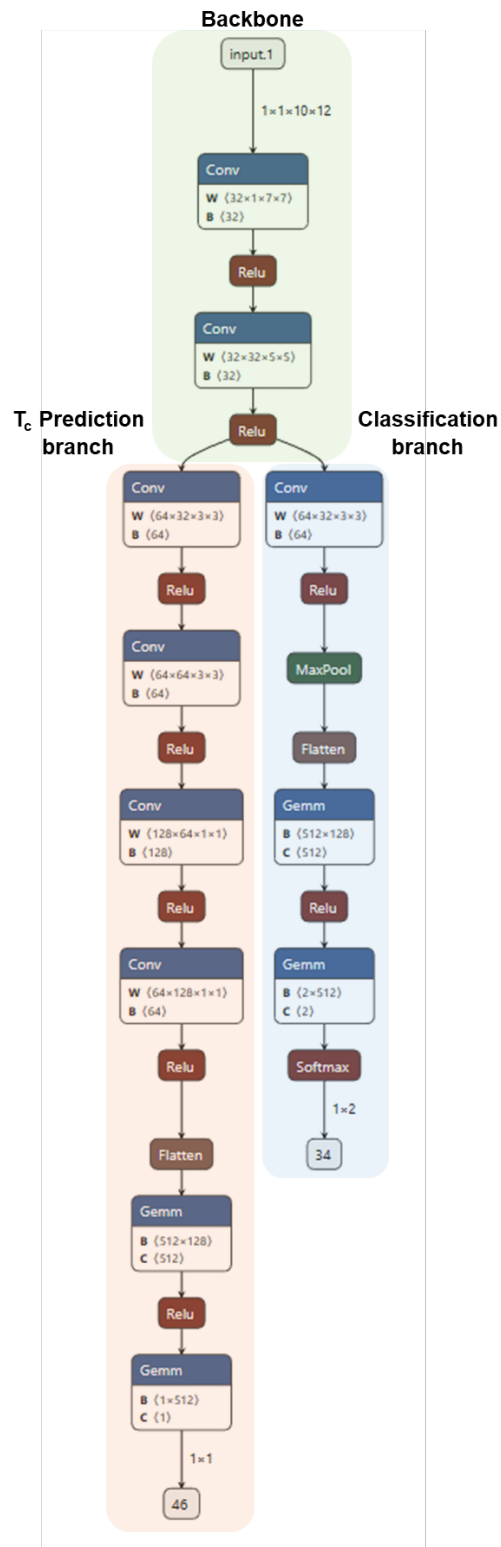 Backbone
input.1
1×1×10×12
Conv
W ⟨32×1×7×7⟩
B ⟨32⟩
Relu
Conv
W ⟨32×32×5×5⟩
B ⟨32⟩
Relu
Tc Prediction
branch
Conv
W ⟨64×32×3×3⟩
B ⟨64⟩
Relu
Conv
W ⟨64×64×3×3⟩
B ⟨64⟩
Relu
Conv
W ⟨128×64×1×1⟩
B ⟨128⟩
Relu
Conv
W ⟨64×128×1×1⟩
B ⟨64⟩
Relu
Flatten
Gemm
B ⟨512×128⟩
C ⟨512⟩
Relu
Gemm
B ⟨1×512⟩
C ⟨1⟩
1×1
46
Classification
branch
Conv
W ⟨64×32×3×3⟩
B ⟨64⟩
Relu
MaxPool
Flatten
Gemm
B ⟨512×128⟩
C ⟨512⟩
Relu
Gemm
B ⟨2×512⟩
C ⟨2⟩
Softmax
1×2
34